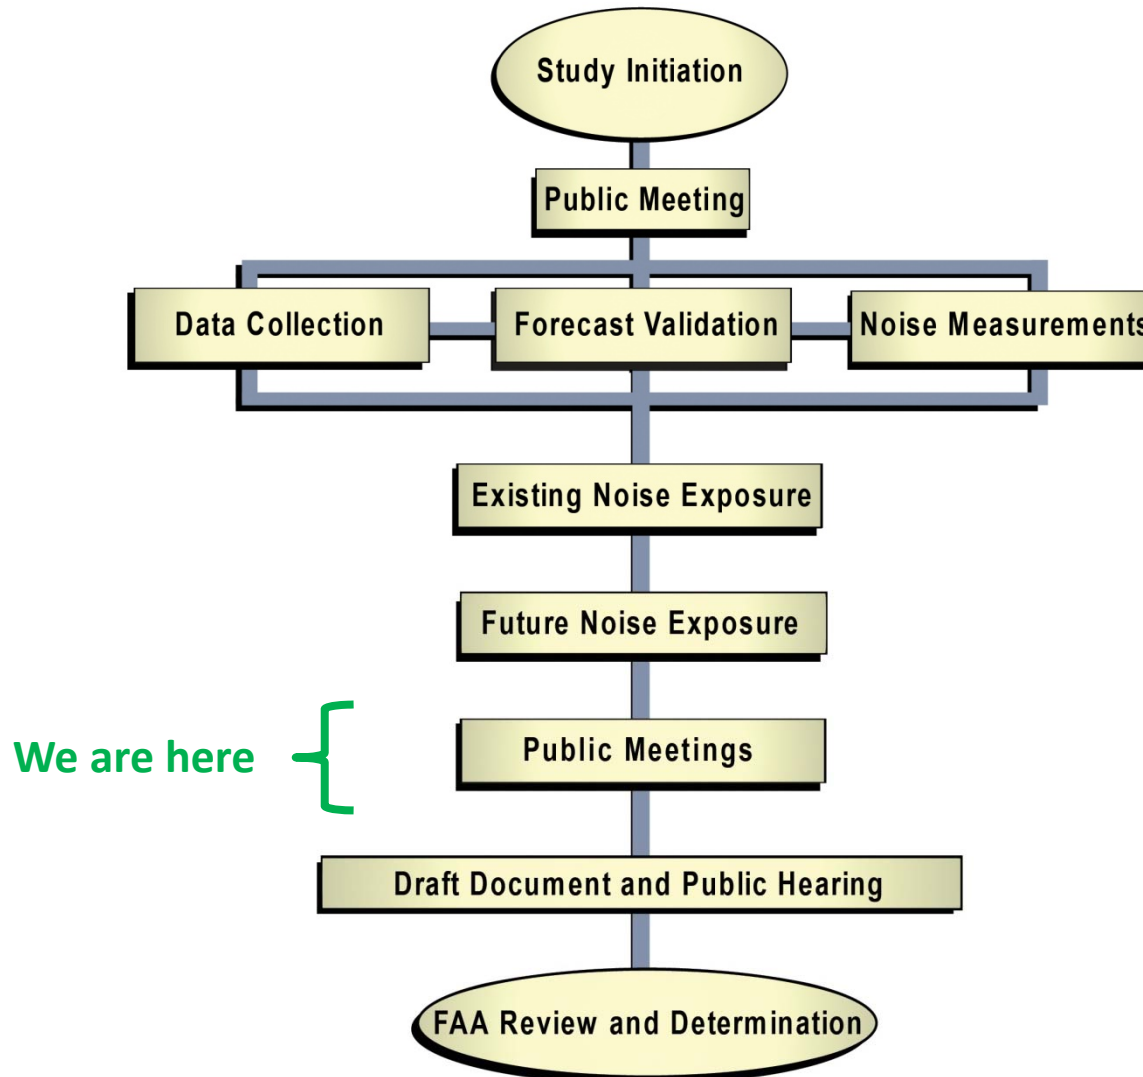 Study Initiation
Public Meeting
Data Collection
Forecast Validation
Noise Measurements
Existing Noise Exposure
Future Noise Exposure
We are here
Public Meetings
Draft Document and Public Hearing
FAA Review and Determination